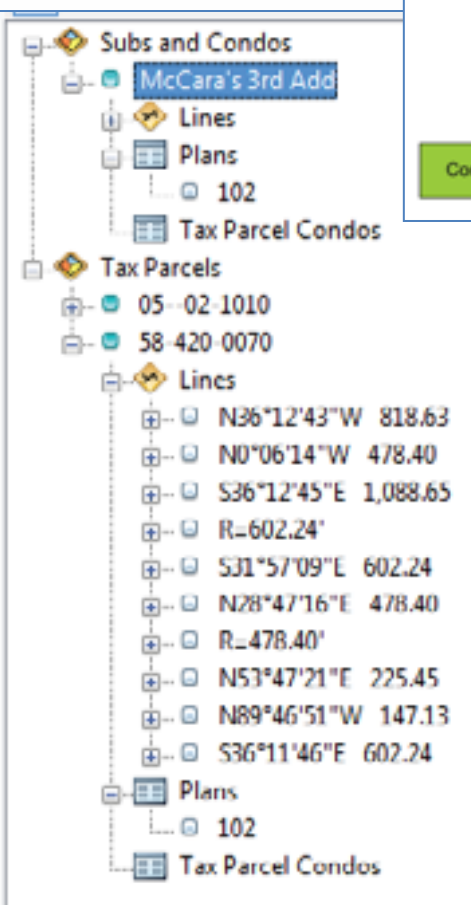 Subs and Condos
McCara's 3rd Add
Lines
Plans
102
Tax Parcel Condos
Tax Parcels
05--02-1010
58-420-0070
Lines
N36°12'43"W 818.63
N0°06'14"W 478.40
S36°12'45"E 1,088.65
R=602.24'
S31°57'09"E 602.24
N28°47'16"E 478.40
R=478.40'
N53°47'21"E 225.45
N89°46'51"W 147.13
S36°11'46"E 602.24
Plans
102
Tax Parcel Condos